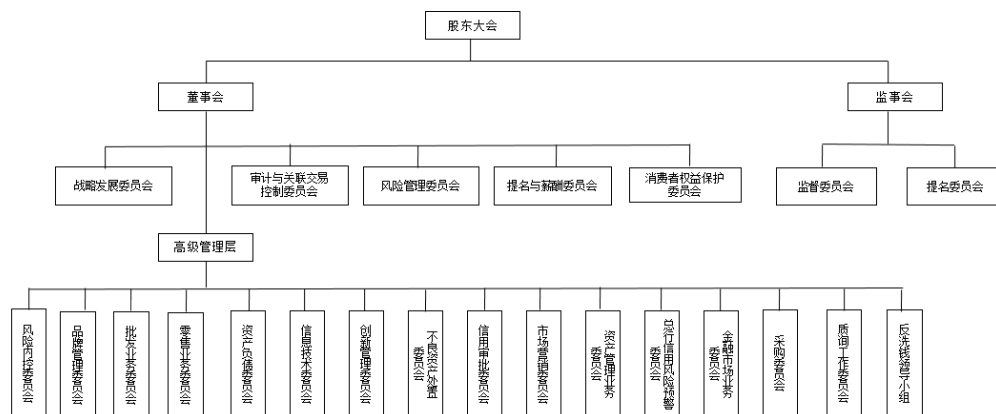 股东大会
董事会
监事会
战略发展委员会
审计与关联交易
控制委员会
风险管理委员会
提名与薪酬委员会
消费者权益保护
委员会
监督委员会
提名委员会
高级管理层
风险内控委员会
品牌管理委员会
批发业务委员会
零售业务委员会
资产负债委员会
信息技术委员会
创新管理委员会
不良资产处置
委员会
信用审批委员会
市场营销委员会
资产管理业务
委员会
总行信用风险预警
委员会
金融市场业务
委员会
采购委员会
质询工作委员会
反洗钱领导小组